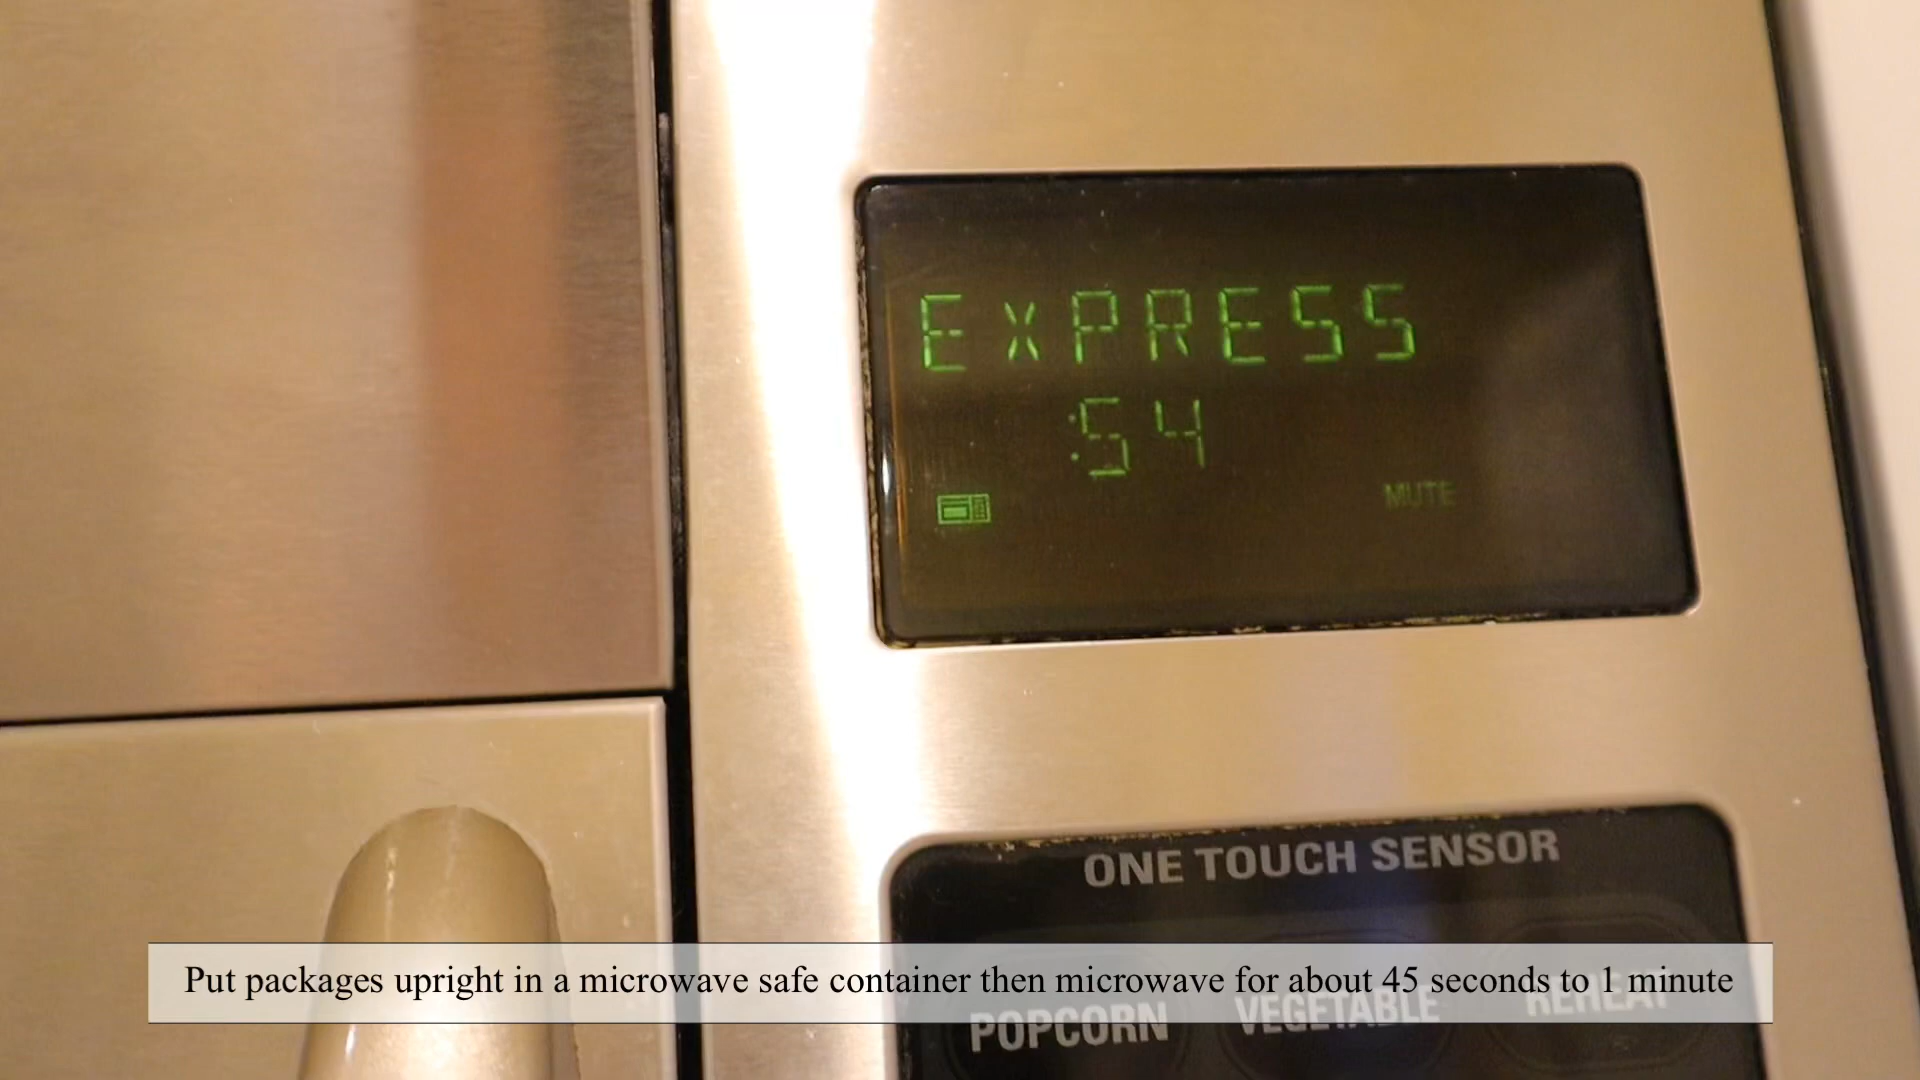 EXPRESS
:54
MUTE
ONE TOUCH SENSOR
Put packages upright in a microwave safe container then microwave for about 45 seconds to 1 minute
POPCORN VEGETABLE REHEAT